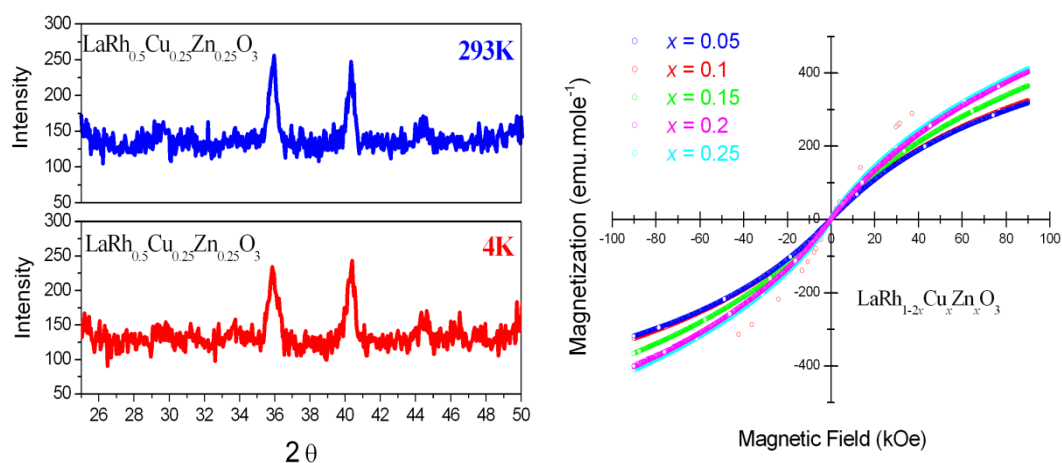 300
LaRh0.5Cu0.25Zn0.25O3
293K
250
200
150
100
50
Intensity
300
LaRh0.5Cu0.25Zn0.25O3
4K
250
200
150
100
50
Intensity
26 28 30 32 34 36 38 40 42 44 46 48 50
2 θ
x = 0.05
x = 0.1
x = 0.15
x = 0.2
x = 0.25
400
200
0
-200
-400
-100 -80 -60 -40 -20 0 20 40 60 80 100
LaRh1-2xCuxZnxO3
Magnetization (emu.mole-1)
Magnetic Field (kOe)